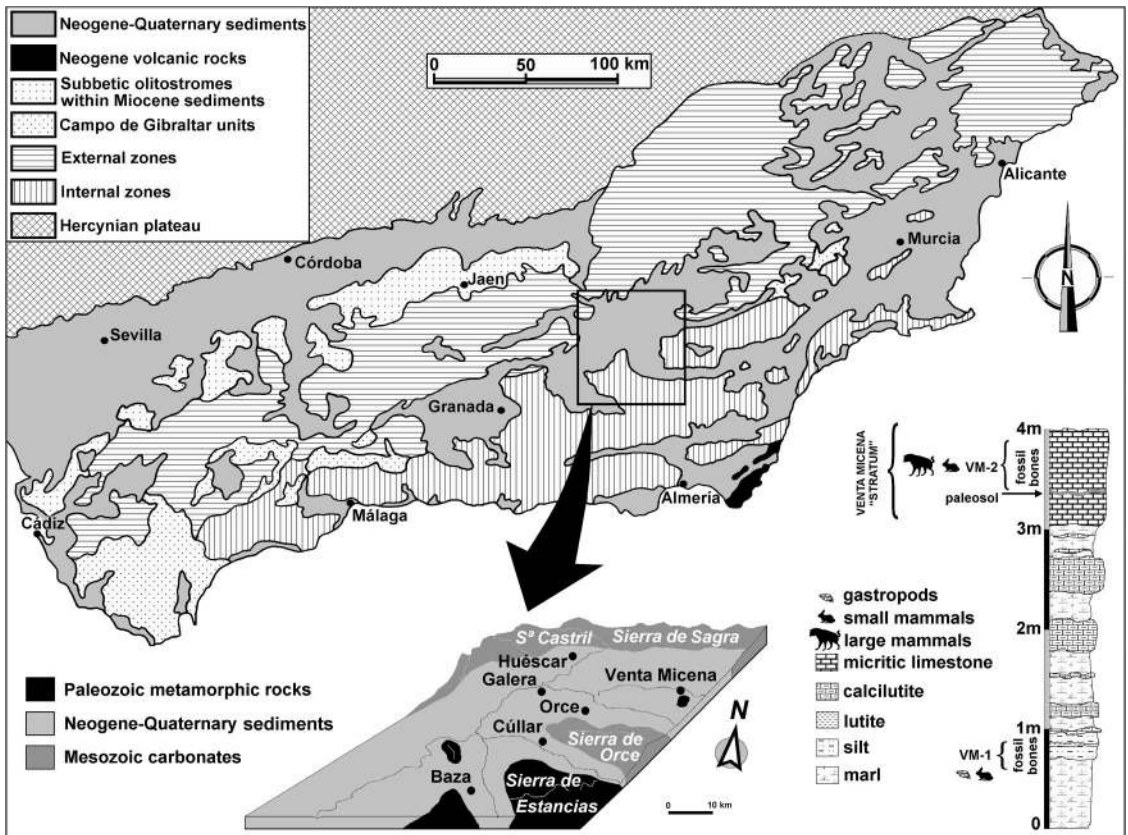 Neogene-Quaternary sediments
Neogene volcanic rocks
Subbetic olitostromes
within Miocene sediments
Campo de Gibraltar units
External zones
Internal zones
Hercynian plateau
0 50 100 km
Alicante
Murcia
N
Córdoba
Jaen
Sevilla
Granada
Almería
Málaga
Cádiz
VENTA MICENA
"STRATUM"
VM-2
fossil
bones
paleosol
4m
3m
2m
1m
0
VM-1
fossil
bones
gastropods
small mammals
large mammals
micritic limestone
calcilutite
lutite
silt
marl
Paleozoic metamorphic rocks
Neogene-Quaternary sediments
Mesozoic carbonates
Sª Castril
Sierra de Sagra
Huéscar
Galera
Venta Micena
Orce
Cúllar
Sierra de
Orce
Baza
Sierra de
Estancias
N
0 10 km